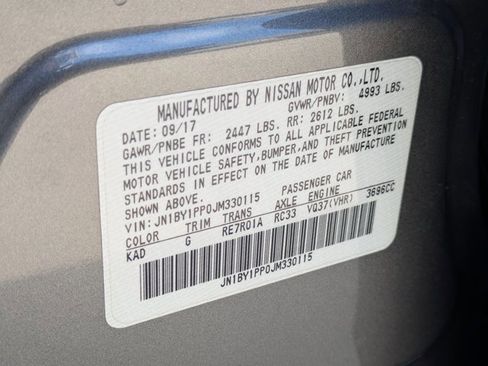 MANUFACTURED BY NISSAN MOTOR CO.,LTD.
DATE: 09/17 GVWR/PNBV: 4993 LBS.
GAWR/PNBE FR: 2447 LBS. RR: 2612 LBS.
THIS VEHICLE CONFORMS TO ALL APPLICABLE FEDERAL
MOTOR VEHICLE SAFETY,BUMPER,AND THEFT PREVENTION
STANDARDS IN EFFECT ON THE DATE OF MANUFACTURE
SHOWN ABOVE.
VIN: JN1BY1PP0JM330115 PASSENGER CAR
COLOR TRIM TRANS AXLE ENGINE
KAD G RE7R01A RC33 VQ37(VHR) 3696CC
JN1BY1PP0JM330115